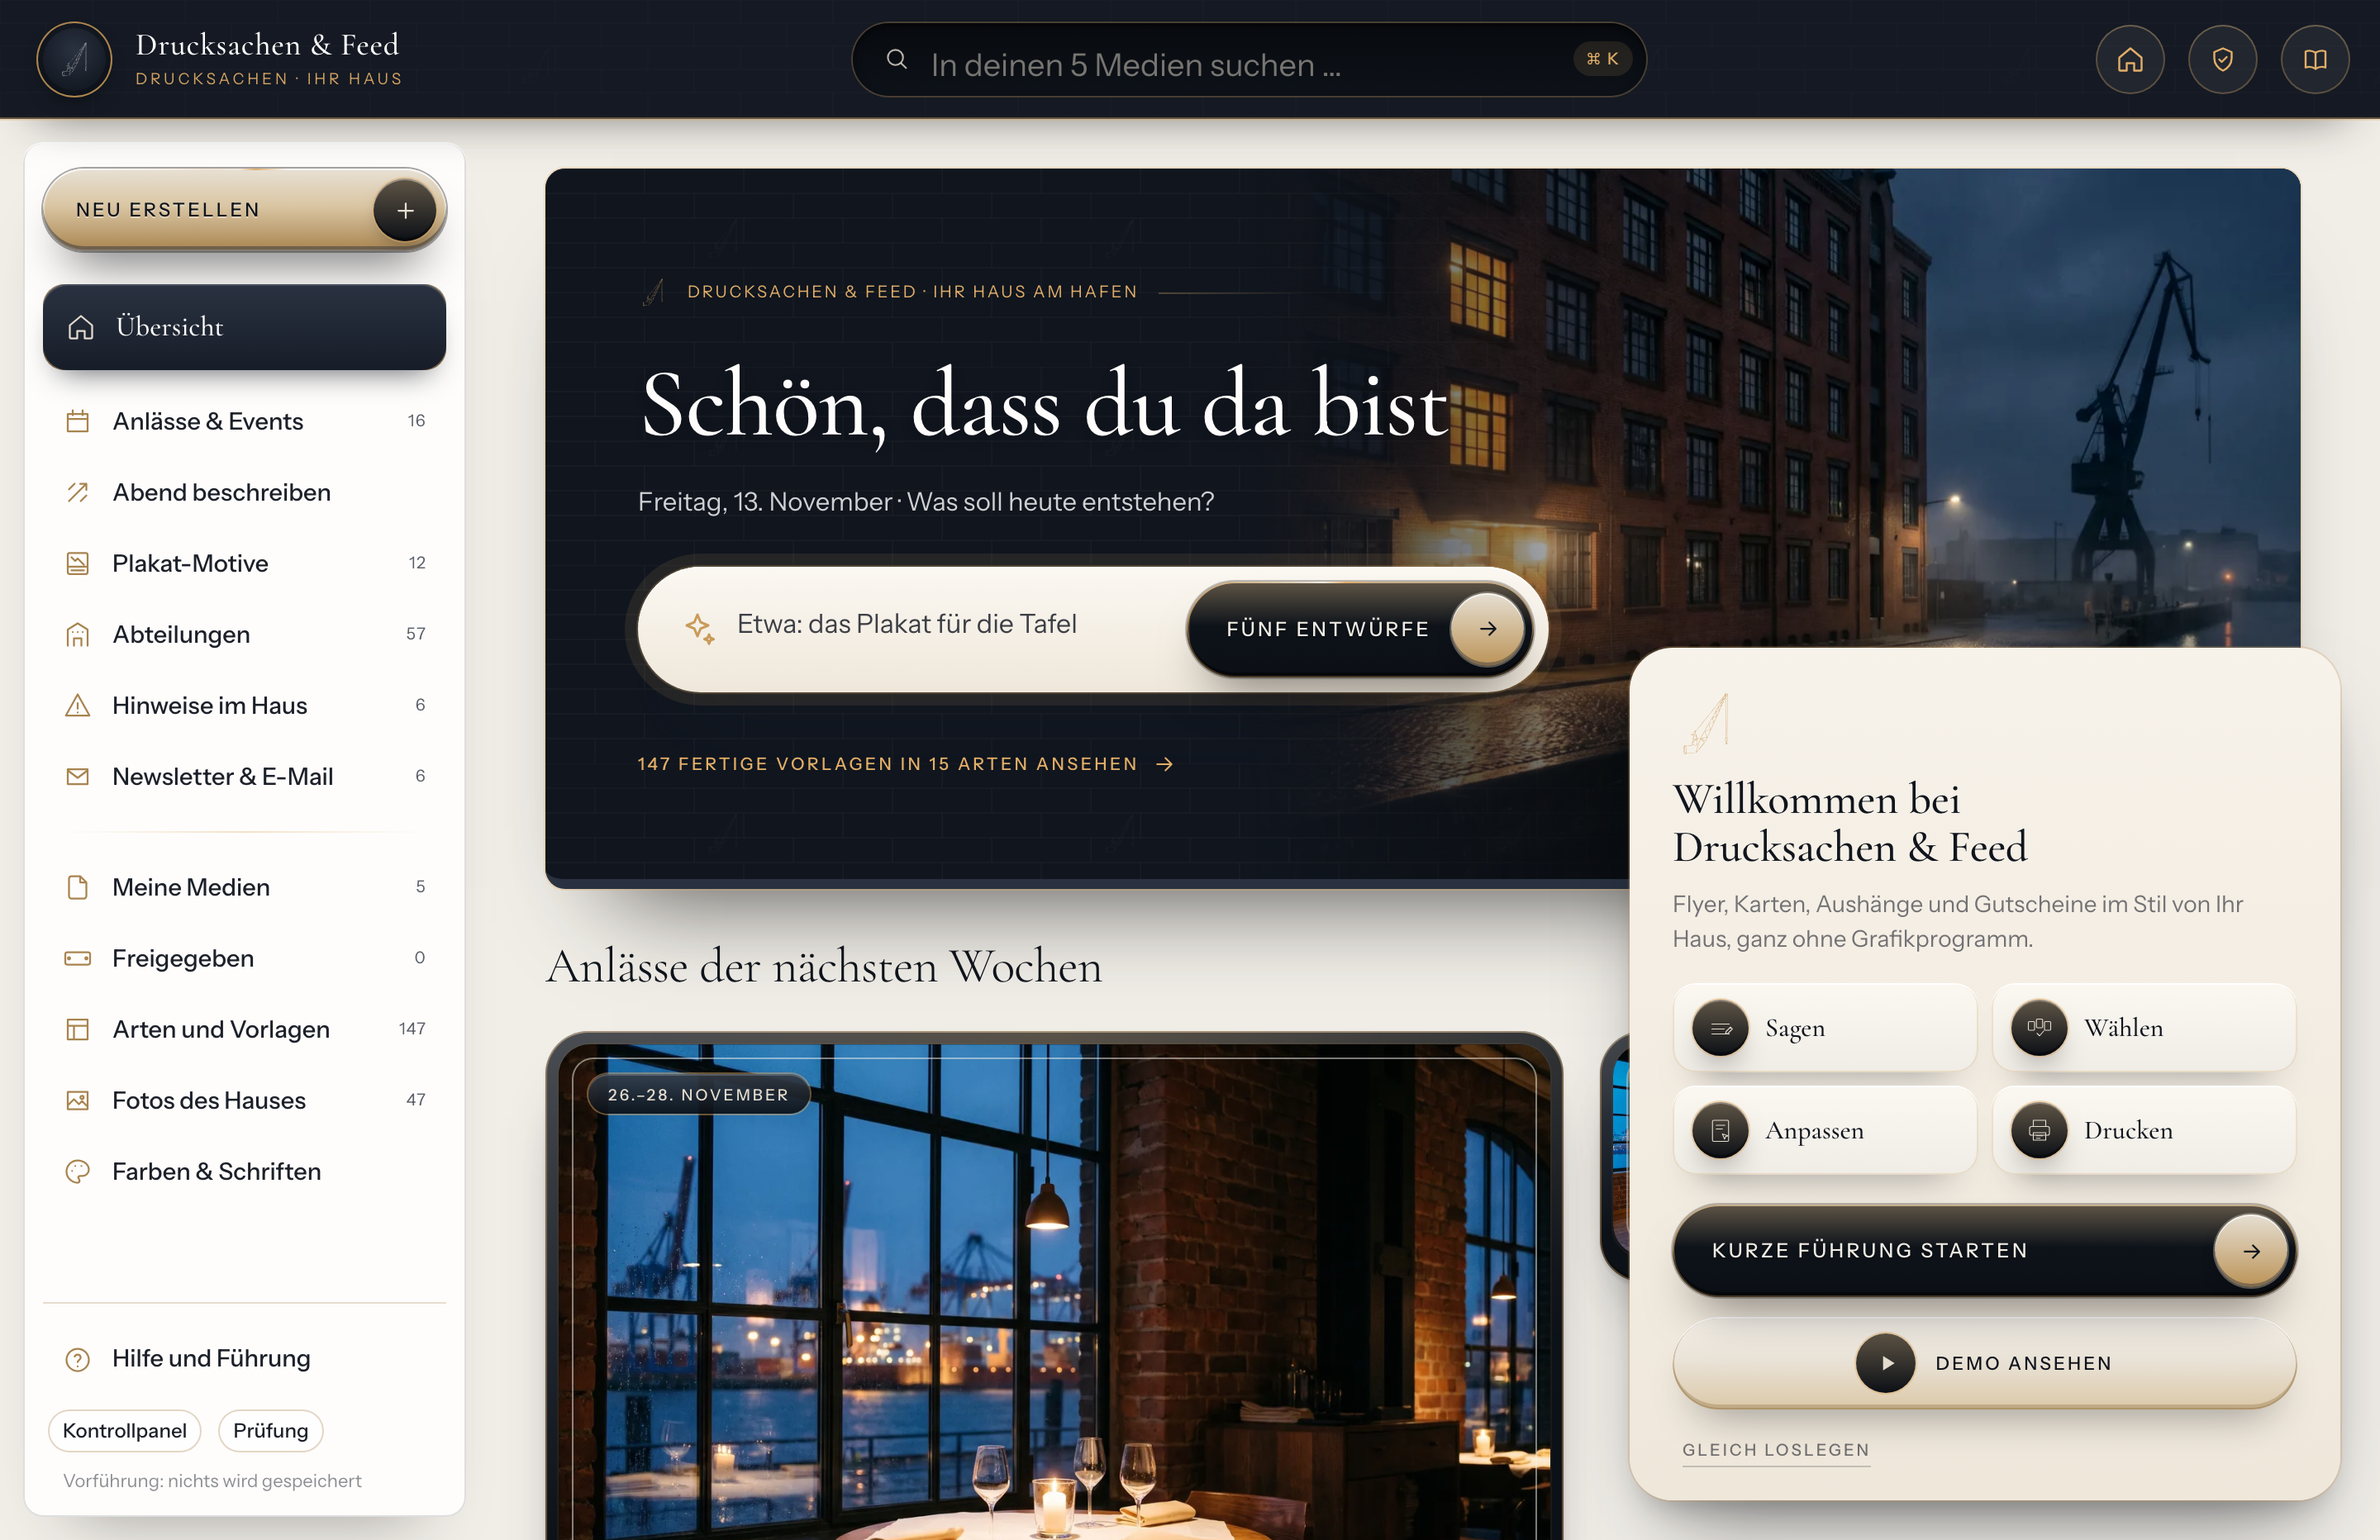 Drucksachen & Feed
DRUCKSACHEN · IHR HAUS
In deinen 5 Medien suchen ...
⌘ K
NEU ERSTELLEN
Übersicht
Anlässe & Events
16
Abend beschreiben
Plakat-Motive
12
Abteilungen
57
Hinweise im Haus
6
Newsletter & E-Mail
6
Meine Medien
5
Freigegeben
0
Arten und Vorlagen
147
Fotos des Hauses
47
Farben & Schriften
Hilfe und Führung
Kontrollpanel
Prüfung
Vorführung: nichts wird gespeichert
DRUCKSACHEN & FEED · IHR HAUS AM HAFEN
Schön, dass du da bist
Freitag, 13. November · Was soll heute entstehen?
Etwa: das Plakat für die Tafel
FÜNF ENTWÜRFE
147 FERTIGE VORLAGEN IN 15 ARTEN ANSEHEN
Anlässe der nächsten Wochen
26.–28. NOVEMBER
Willkommen bei
Drucksachen & Feed
Flyer, Karten, Aushänge und Gutscheine im Stil von Ihr
Haus, ganz ohne Grafikprogramm.
Sagen
Wählen
Anpassen
Drucken
KURZE FÜHRUNG STARTEN
DEMO ANSEHEN
GLEICH LOSLEGEN